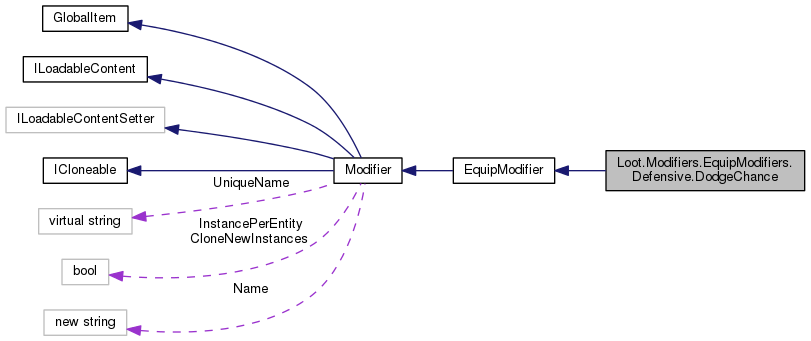 GlobalItem
ILoadableContent
ILoadableContentSetter
ICloneable
Modifier
EquipModifier
Loot.Modifiers.EquipModifiers.
Defensive.DodgeChance
UniqueName
virtual string
InstancePerEntity
CloneNewInstances
bool
Name
new string